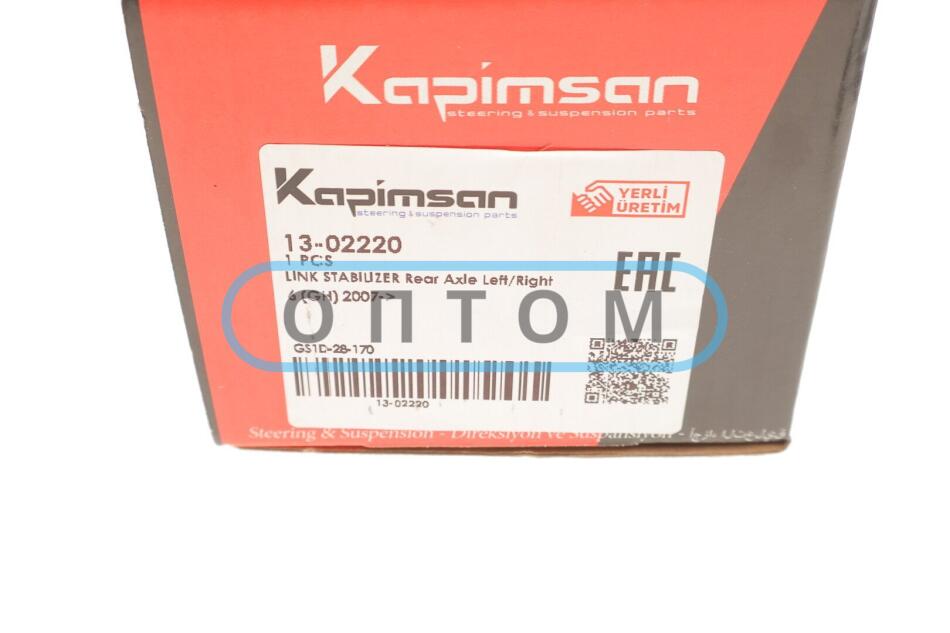 Kapimsan
steering & suspension parts
Kapimsan
steering & suspension parts
YERLİ
ÜRETİM
13-02220
1 PCS
LINK STABILIZER Rear Axle Left/Right
EAC
6 (GH) 2007->
ОПТОМ
GS1D-28-170
13-02220
Steering & Suspension - Direksiyon ve Suspansiyon -